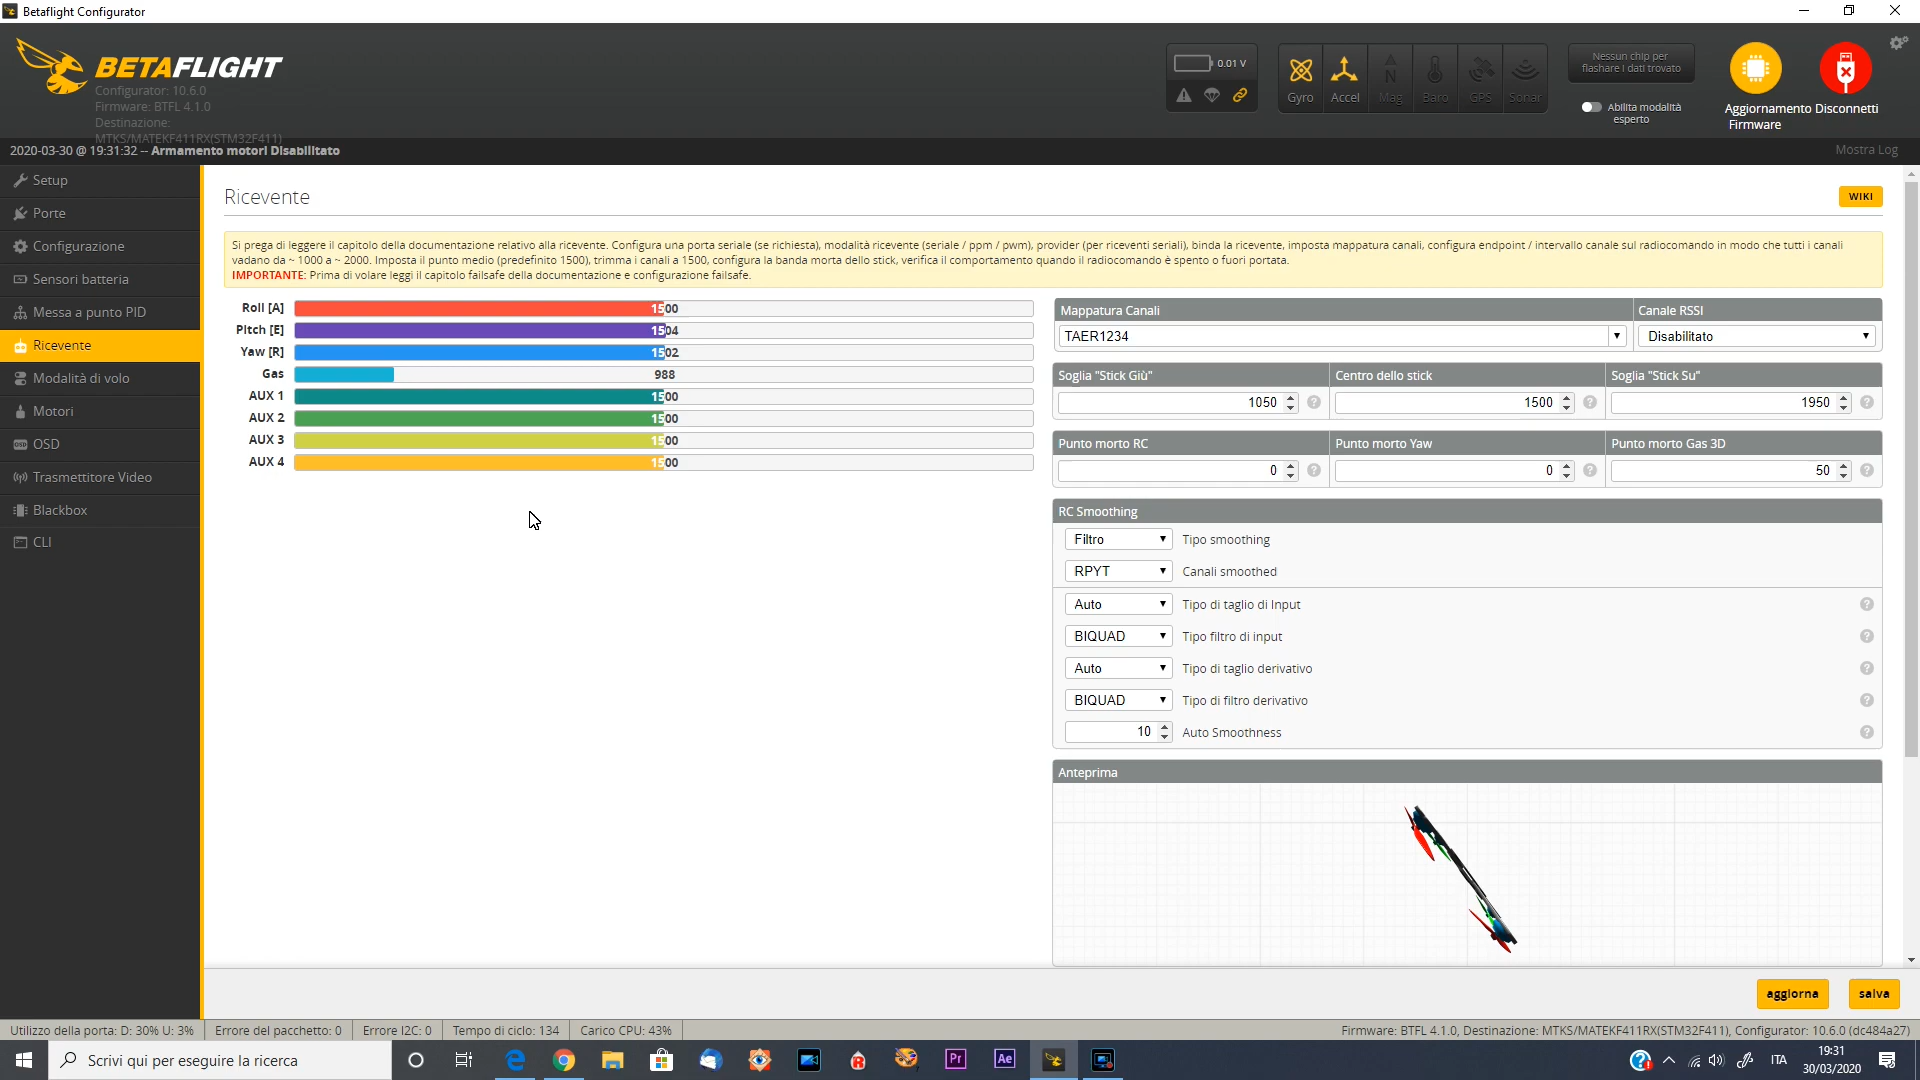 Betaflight Configurator
BETAFLIGHT
Configurator: 10.6.0
Firmware: BTFL 4.1.0
Destinazione:
MTKS/MATEKF411RX(STM32F411)
0.01 V
Gyro
Accel
Mag
Baro
GPS
Sonar
Nessun chip per
flashare i dati trovato
Abilita modalità
esperto
Aggiornamento
Firmware
Disconnetti
2020-03-30 @ 19:31:32 -- Armamento motori Disabilitato
Mostra Log
Setup
Porte
Configurazione
Sensori batteria
Messa a punto PID
Ricevente
Modalità di volo
Motori
OSD
Trasmettitore Video
Blackbox
CLI
Ricevente
WIKI
Si prega di leggere il capitolo della documentazione relativo alla ricevente. Configura una porta seriale (se richiesta), modalità ricevente (seriale / ppm / pwm), provider (per riceventi seriali), binda la ricevente, imposta mappatura canali, configura endpoint / intervallo canale sul radiocomando in modo che tutti i canali
vadano da ~ 1000 a ~ 2000. Imposta il punto medio (predefinito 1500), trimma i canali a 1500, configura la banda morta dello stick, verifica il comportamento quando il radiocomando è spento o fuori portata.
IMPORTANTE: Prima di volare leggi il capitolo failsafe della documentazione e configurazione failsafe.
Roll [A] 1500
Pitch [E] 1504
Yaw [R] 1502
Gas 988
AUX 1 1500
AUX 2 1500
AUX 3 1500
AUX 4 1500
Mappatura Canali
Canale RSSI
TAER1234
Disabilitato
Soglia "Stick Giù"
Centro dello stick
Soglia "Stick Su"
1050
1500
1950
Punto morto RC
Punto morto Yaw
Punto morto Gas 3D
0
0
50
RC Smoothing
Filtro Tipo smoothing
RPYT Canali smoothed
Auto Tipo di taglio di Input
BIQUAD Tipo filtro di input
Auto Tipo di taglio derivativo
BIQUAD Tipo di filtro derivativo
10 Auto Smoothness
Anteprima
aggiorna
salva
Utilizzo della porta: D: 30% U: 3%
Errore del pacchetto: 0
Errore I2C: 0
Tempo di ciclo: 134
Carico CPU: 43%
Firmware: BTFL 4.1.0, Destinazione: MTKS/MATEKF411RX(STM32F411), Configurator: 10.6.0 (dc484a27)
Scrivi qui per eseguire la ricerca
Pr
Ae
ITA
19:31
30/03/2020